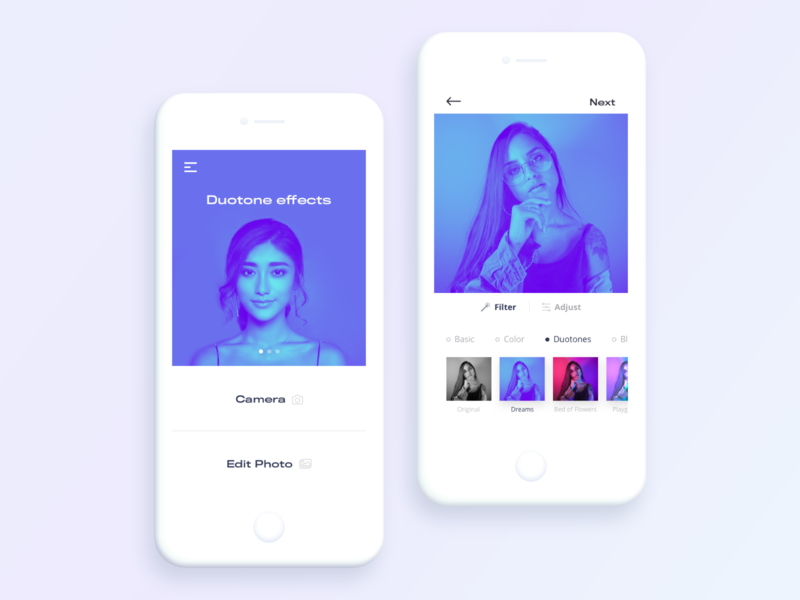 Duotone effects
Camera
Edit Photo
Next
Filter Adjust
Basic Color Duotones Bl
Original Dreams Bed of Flowers Playg